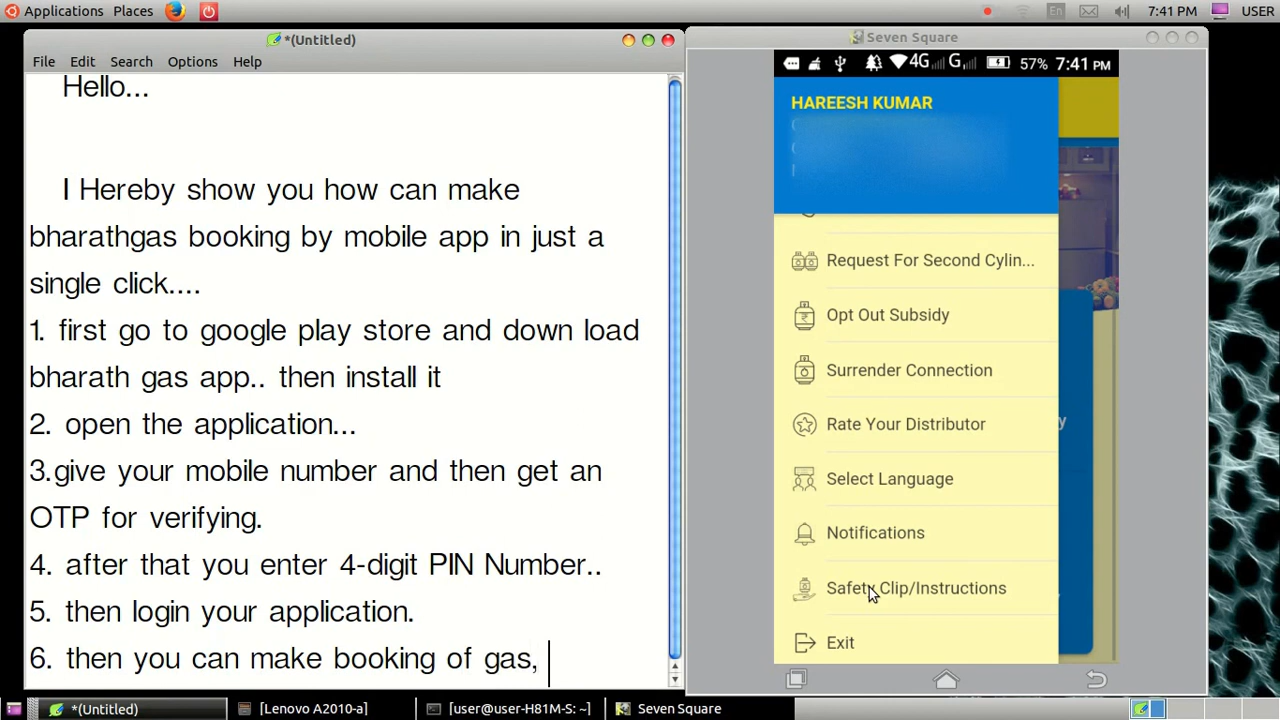 Applications Places En 7:41 PM USER
*(Untitled)
File Edit Search Options Help
Hello...
I Hereby show you how can make
bharathgas booking by mobile app in just a
single click....
1. first go to google play store and down load
bharath gas app.. then install it
2. open the application...
3.give your mobile number and then get an
OTP for verifying.
4. after that you enter 4-digit PIN Number..
5. then login your application.
6. then you can make booking of gas,
Seven Square
4G G 57% 7:41 PM
HAREESH KUMAR
Request For Second Cylin...
Opt Out Subsidy
Surrender Connection
Rate Your Distributor
Select Language
Notifications
Safety Clip/Instructions
Exit
*(Untitled) [Lenovo A2010-a] [user@user-H81M-S: ~] Seven Square